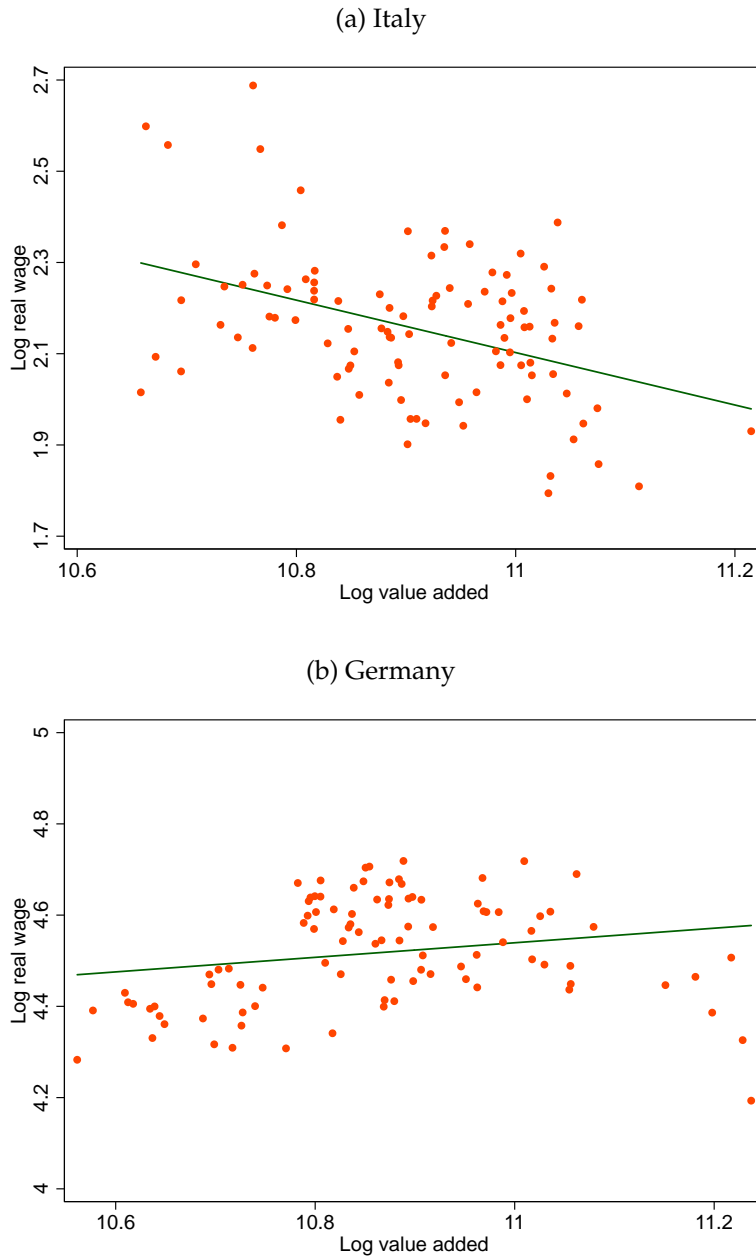 (a) Italy
2.7
2.5
2.3
2.1
1.9
1.7
Log real wage
10.6 10.8 11 11.2
Log value added
(b) Germany
5
4.8
4.6
4.4
4.2
4
Log real wage
10.6 10.8 11 11.2
Log value added